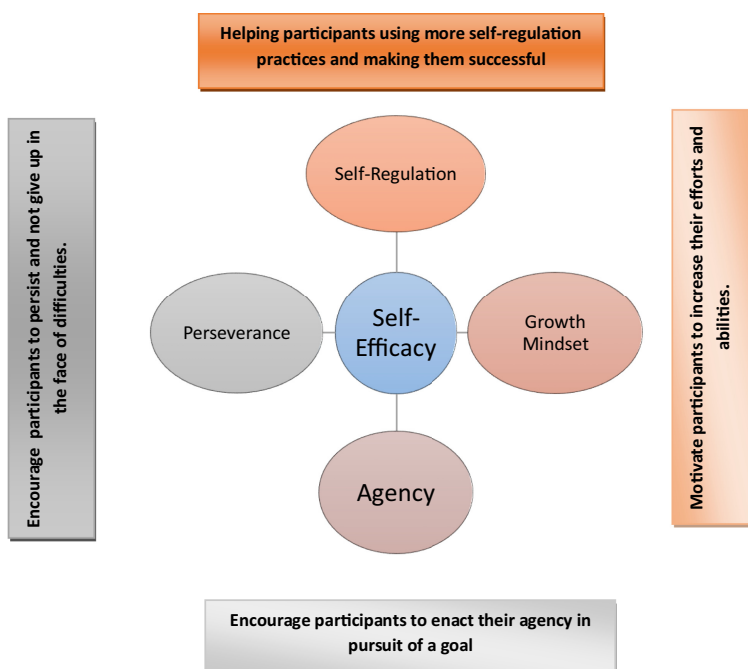 Helping participants using more self-regulation
practices and making them successful
Self-Regulation
Encourage  participants to persist and not give up in
the face of difficulties.
Perseverance
Self-
Efficacy
Growth
Mindset
Motivate participants to increase their efforts and
abilities.
Agency
Encourage participants to enact their agency in
pursuit of a goal